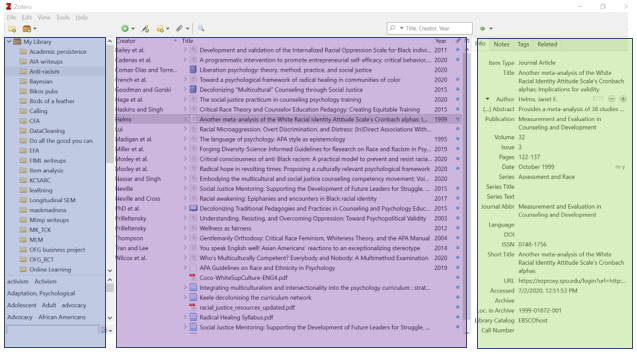 Zotero
File Edit View Tools Help
Title, Creator, Year
My Library
Academic persistence
AIA writeups
Anti-racism
Bayesian
Bikos pubs
Birds of a feather
Calling
CFA
DataCleaning
Do all the good you can
EFA
FIML writeups
Item analysis
KCSARC
leaRning
Longitudinal SEM
maskmadness
MImp writeups
MK_TCK
MLM
OFG business project
OFG_RCT
Online Learning
activism Activism
Adaptation, Psychological
Adolescent Adult advocacy
Advocacy African Americans
Creator Title Year
Bailey et al. Development and validation of the Internalized Racial Oppression Scale for Black indivi... 2011
Cadenas et al. A programmatic intervention to promote entrepreneurial self-efficacy, critical behavior... 2020
Comas-Díaz and Torre... Liberation psychology: theory, method, practice, and social justice 2020
French et al. Toward a psychological framework of radical healing in communities of color 2020
Goodman and Gorski Decolonizing "Multicultural" Counseling through Social Justice 2015
Hage et al. The social justice practicum in counseling psychology training 2020
Haskins and Singh Critical Race Theory and Counselor Education Pedagogy: Creating Equitable Training 2015
Helms Another meta-analysis of the White Racial Identity Attitude Scale's Cronbach alphas: I... 1999
Lui Racial Microaggression, Overt Discrimination, and Distress: (In)Direct Associations With...
Madigan et al. The language of psychology: APA style as epistemology 1995
Miller et al. Forging Diversity-Science-Informed Guidelines for Research on Race and Racism in Psy... 2019
Mosley et al. Critical consciousness of anti-Black racism: A practical model to prevent and resist racia... 2020
Mosley et al. Radical hope in revolting times: Proposing a culturally relevant psychological framework 2020
Nassar and Singh Embodying the multicultural and social justice counseling competency movement: Voi... 2020
Neville Social Justice Mentoring: Supporting the Development of Future Leaders for Struggle, ... 2015
Neville and Cross Racial awakening: Epiphanies and encounters in Black racial identity 2017
PhD et al. Decolonizing Traditional Pedagogies and Practices in Counseling and Psychology Educ... 2015
Prilleltensky Understanding, Resisting, and Overcoming Oppression: Toward Psychopolitical Validity 2003
Prilleltensky Wellness as fairness 2012
Thompson Gentlemanly Orthodoxy: Critical Race Feminism, Whiteness Theory, and the APA Manual 2004
Tran and Lee You speak English well! Asian Americans' reactions to an exceptionalizing stereotype 2014
Wilcox et al. Who's Multiculturally Competent? Everybody and Nobody: A Multimethod Examination 2020
APA Guidelines on Race and Ethnicity in Psychology 2019
Coco-WhiteSupCulture-ENG4.pdf
Integrating multiculturalism and intersectionality into the psychology curriculum : strat...
Keele decolonising the curriculum network
racial_justice_resources_updated.pdf
Radical Healing Syllabus.pdf
Social Justice Mentoring: Supporting the Development of Future Leaders for Struggle, ...
Info Notes Tags Related
Item Type Journal Article
Title Another meta-analysis of the White
Racial Identity Attitude Scale's Cronbach
alphas: Implications for validity
Author Helms, Janet E.
(...) Abstract Provides a meta-analysis of 38 studies ...
Publication Measurement and Evaluation in
Counseling and Development
Volume 32
Issue 3
Pages 122-137
Date October 1999 m y
Series Assessment and Race
Series Title
Series Text
Journal Abbr Measurement and Evaluation in
Counseling and Development
Language
DOI
ISSN 0748-1756
Short Title Another meta-analysis of the White
Racial Identity Attitude Scale's Cronbach
alphas
URL https://ezproxy.spu.edu/login?url=http...
Accessed 7/2/2020, 12:51:53 PM
Archive
Loc. in Archive 1999-01872-001
Library Catalog EBSCOhost
Call Number